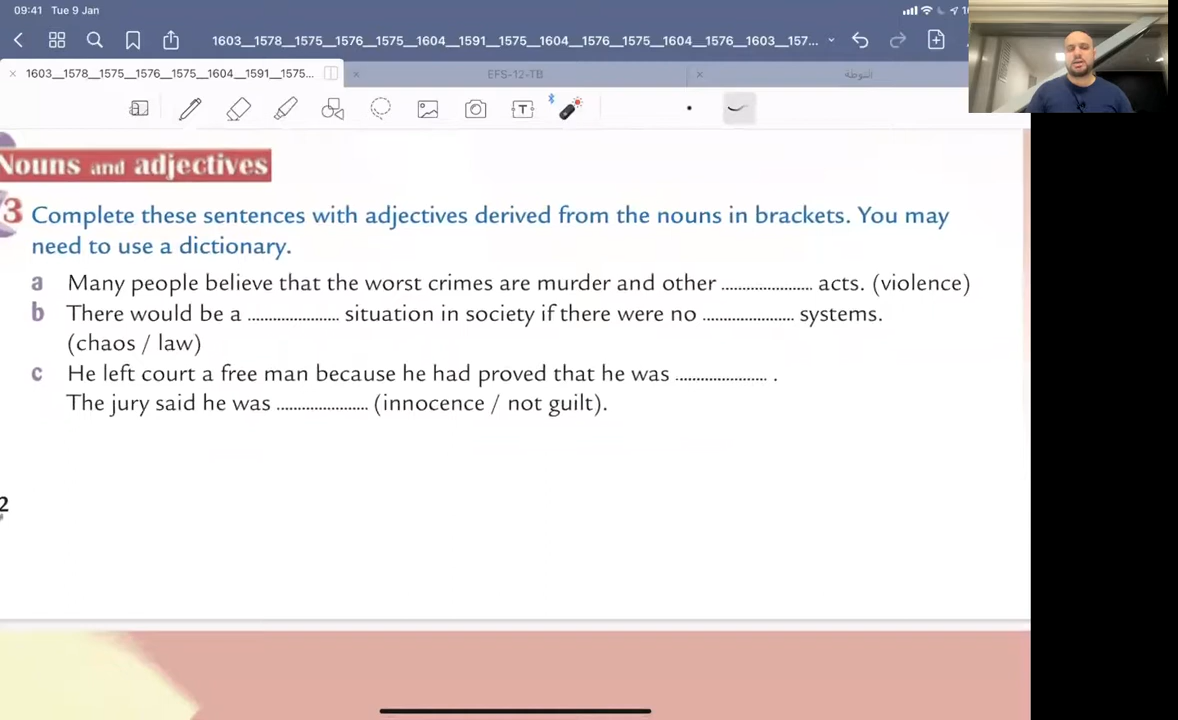 09:41 Tue 9 Jan
1603__1578__1575__1576__1575__1604__1591__1575__1604__1576__1575__1604__1576__1603__157...
1603__1578__1575__1576__1575__1604__1591__1575...
EFS-12-TB
النوطة
T
Nouns and adjectives
3 Complete these sentences with adjectives derived from the nouns in brackets. You may
need to use a dictionary.
a Many people believe that the worst crimes are murder and other ..................... acts. (violence)
b There would be a ..................... situation in society if there were no ..................... systems.
(chaos / law)
c He left court a free man because he had proved that he was ..................... .
The jury said he was ..................... (innocence / not guilt).
2